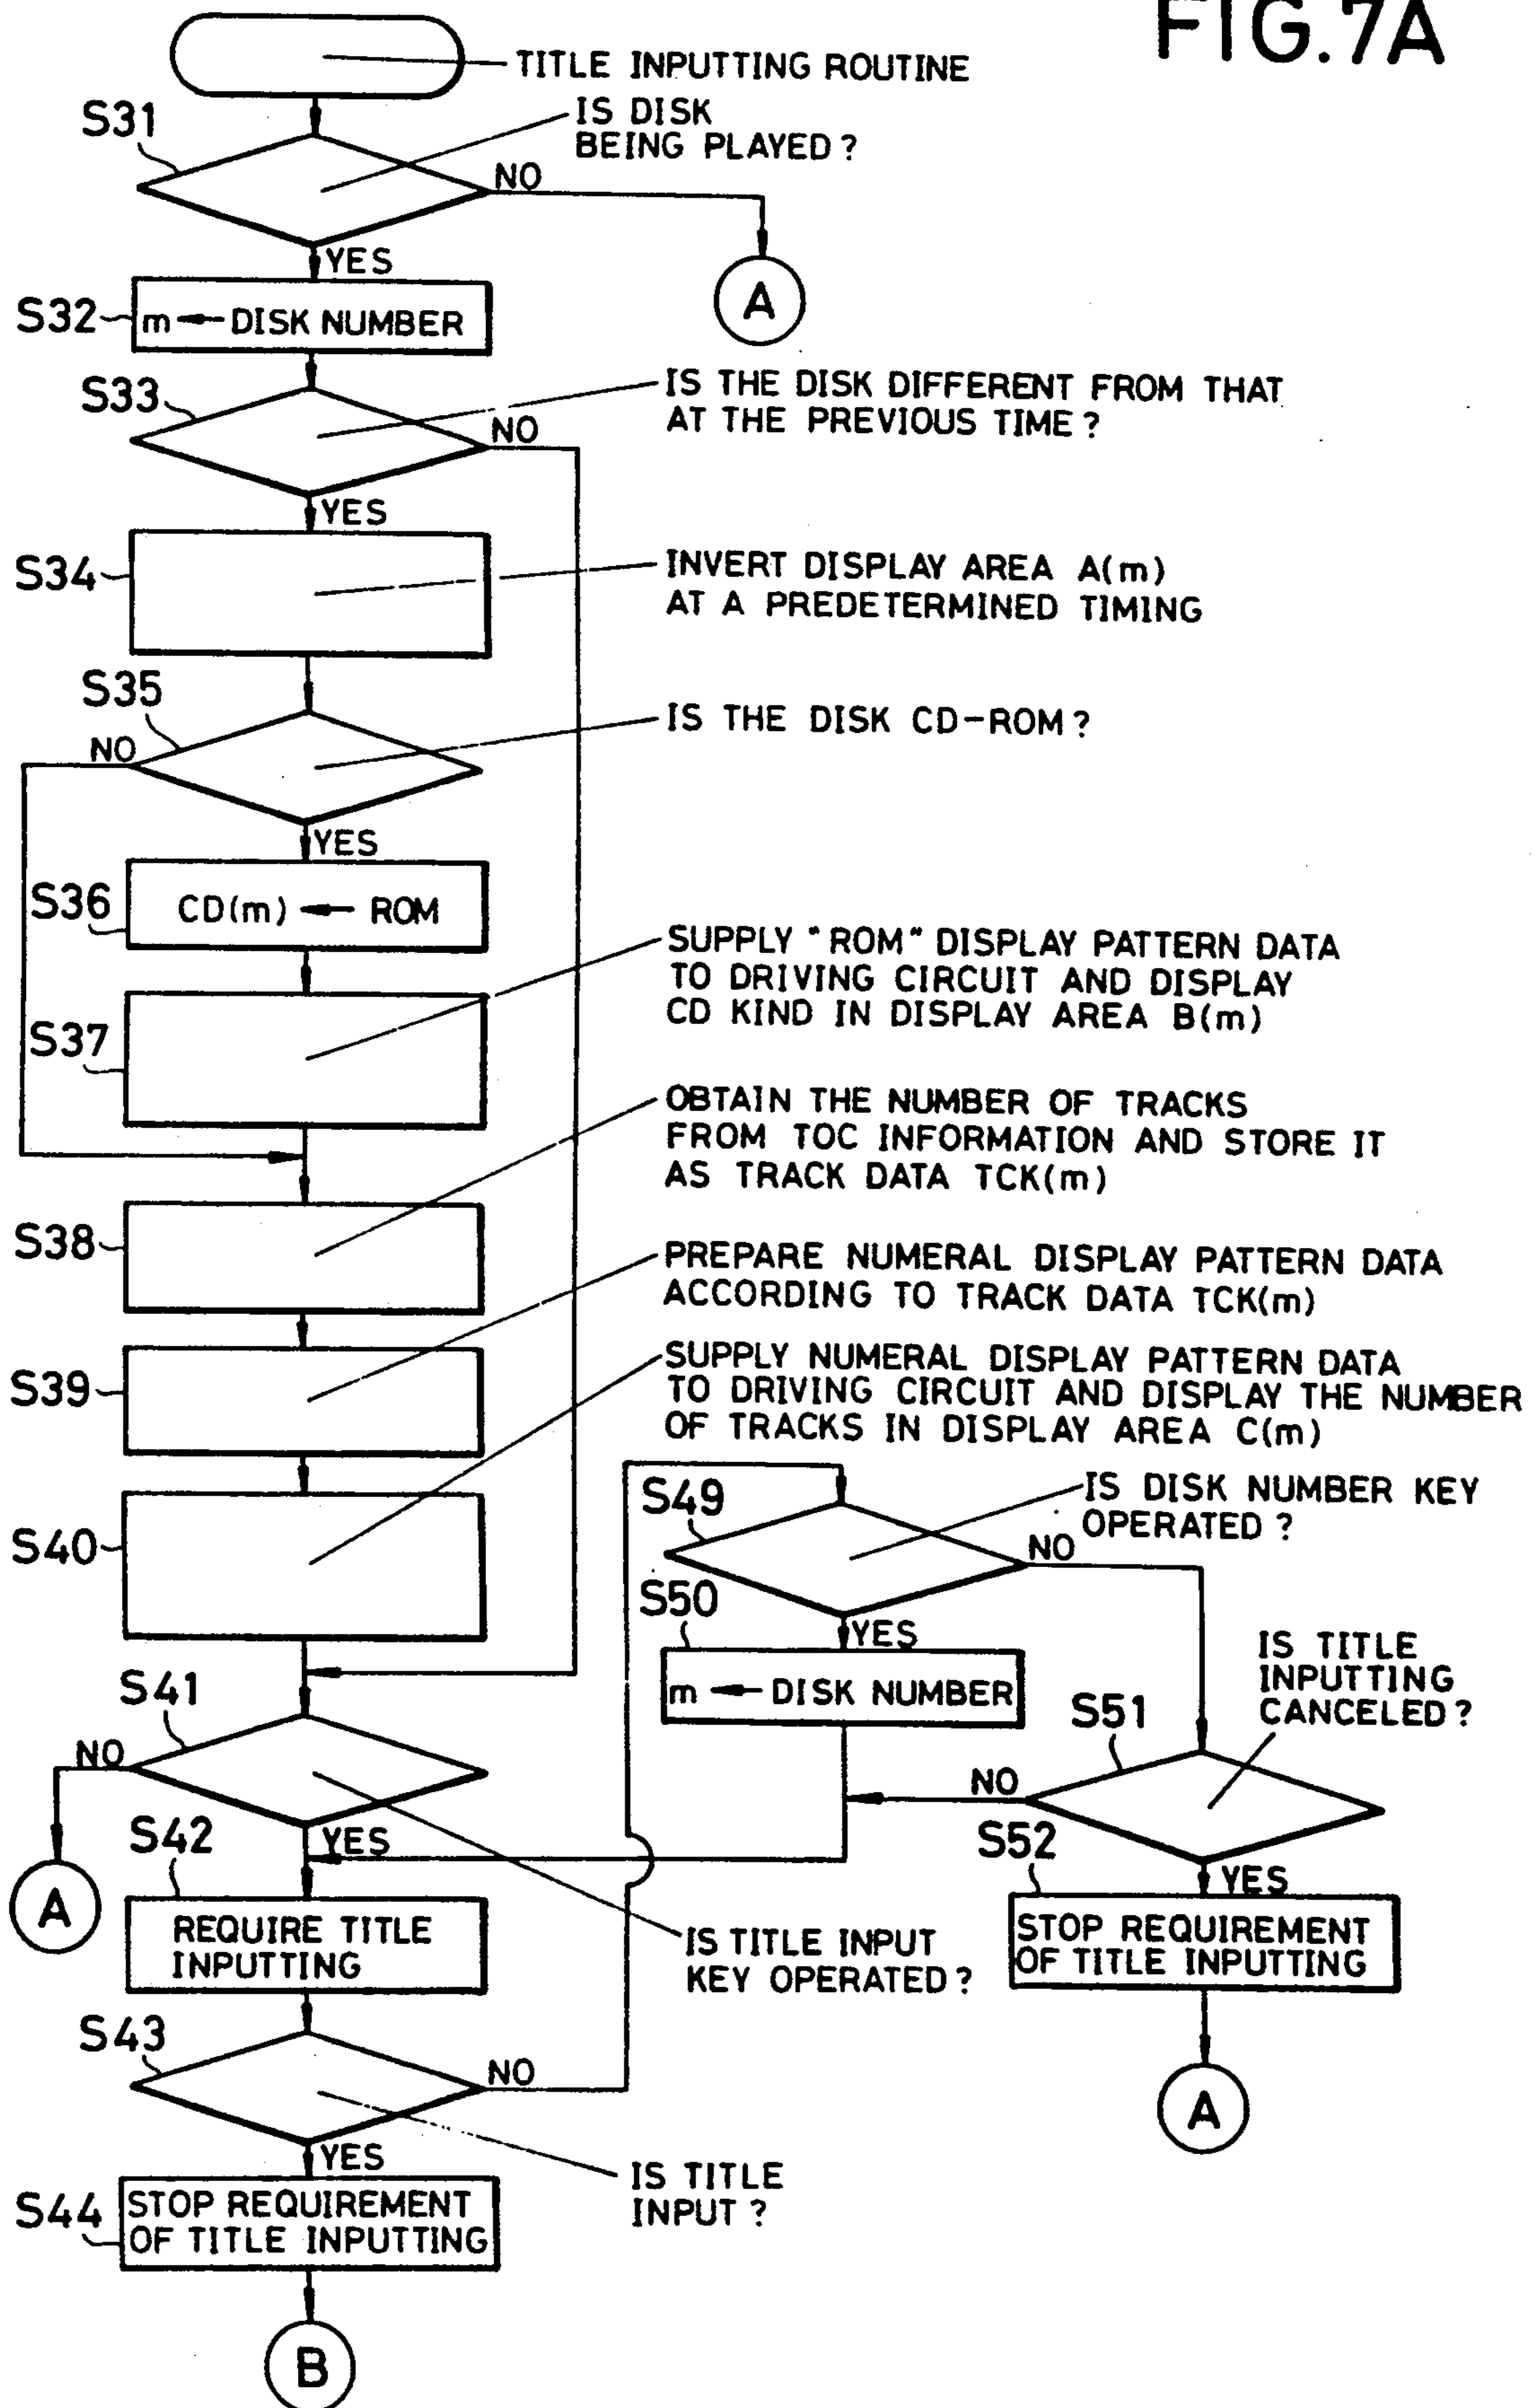 FIG.7A
TITLE INPUTTING ROUTINE
S31
IS DISK
BEING PLAYED?
NO
YES
A
S32
m ← DISK NUMBER
S33
IS THE DISK DIFFERENT FROM THAT
AT THE PREVIOUS TIME?
NO
YES
S34
INVERT DISPLAY AREA A(m)
AT A PREDETERMINED TIMING
S35
IS THE DISK CD-ROM?
NO
YES
S36
CD(m) ← ROM
SUPPLY "ROM" DISPLAY PATTERN DATA
TO DRIVING CIRCUIT AND DISPLAY
CD KIND IN DISPLAY AREA B(m)
S37
OBTAIN THE NUMBER OF TRACKS
FROM TOC INFORMATION AND STORE IT
AS TRACK DATA TCK(m)
S38
PREPARE NUMERAL DISPLAY PATTERN DATA
ACCORDING TO TRACK DATA TCK(m)
S39
SUPPLY NUMERAL DISPLAY PATTERN DATA
TO DRIVING CIRCUIT AND DISPLAY THE NUMBER
OF TRACKS IN DISPLAY AREA C(m)
S40
S49
IS DISK NUMBER KEY
OPERATED?
NO
YES
S50
m ← DISK NUMBER
IS TITLE
INPUTTING
CANCELED?
S51
NO
YES
S52
STOP REQUIREMENT
OF TITLE INPUTTING
A
S41
NO
YES
A
IS TITLE INPUT
KEY OPERATED?
S42
REQUIRE TITLE
INPUTTING
S43
NO
YES
IS TITLE
INPUT?
S44
STOP REQUIREMENT
OF TITLE INPUTTING
B